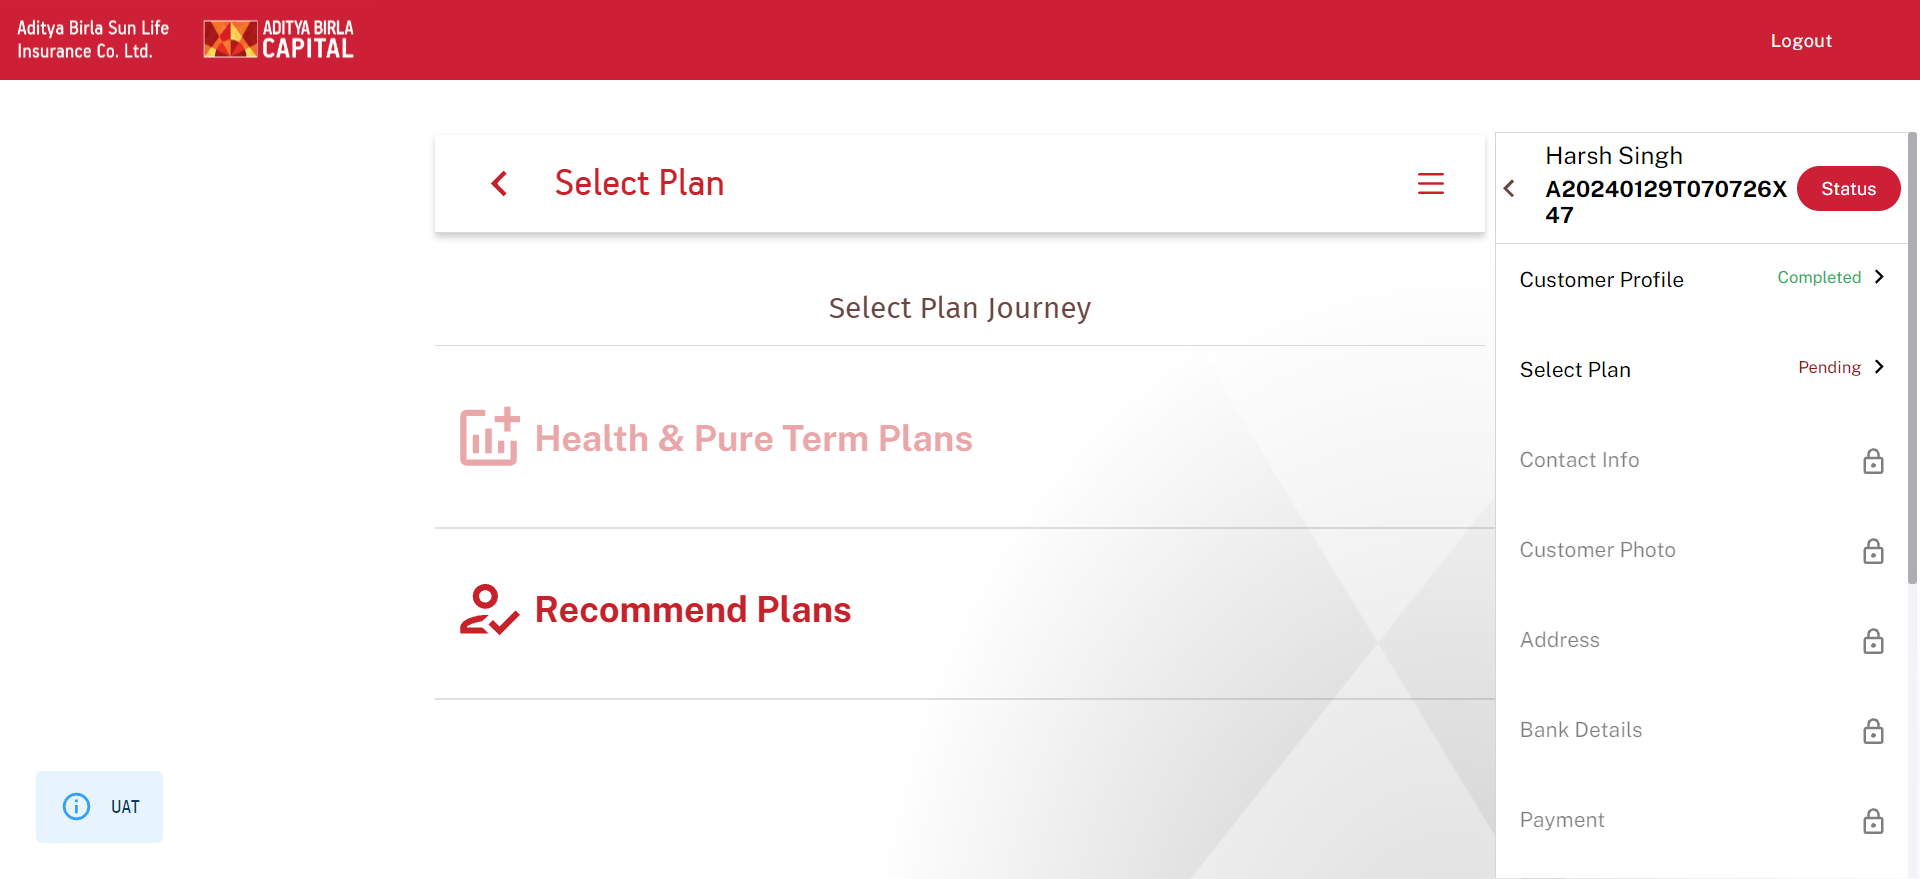 Aditya Birla Sun Life
Insurance Co. Ltd.
ADITYA BIRLA
CAPITAL
Logout
Select Plan
Harsh Singh
A20240129T070726X
47
Status
Select Plan Journey
Customer Profile
Completed
Select Plan
Pending
Health & Pure Term Plans
Contact Info
Customer Photo
Recommend Plans
Address
Bank Details
UAT
Payment